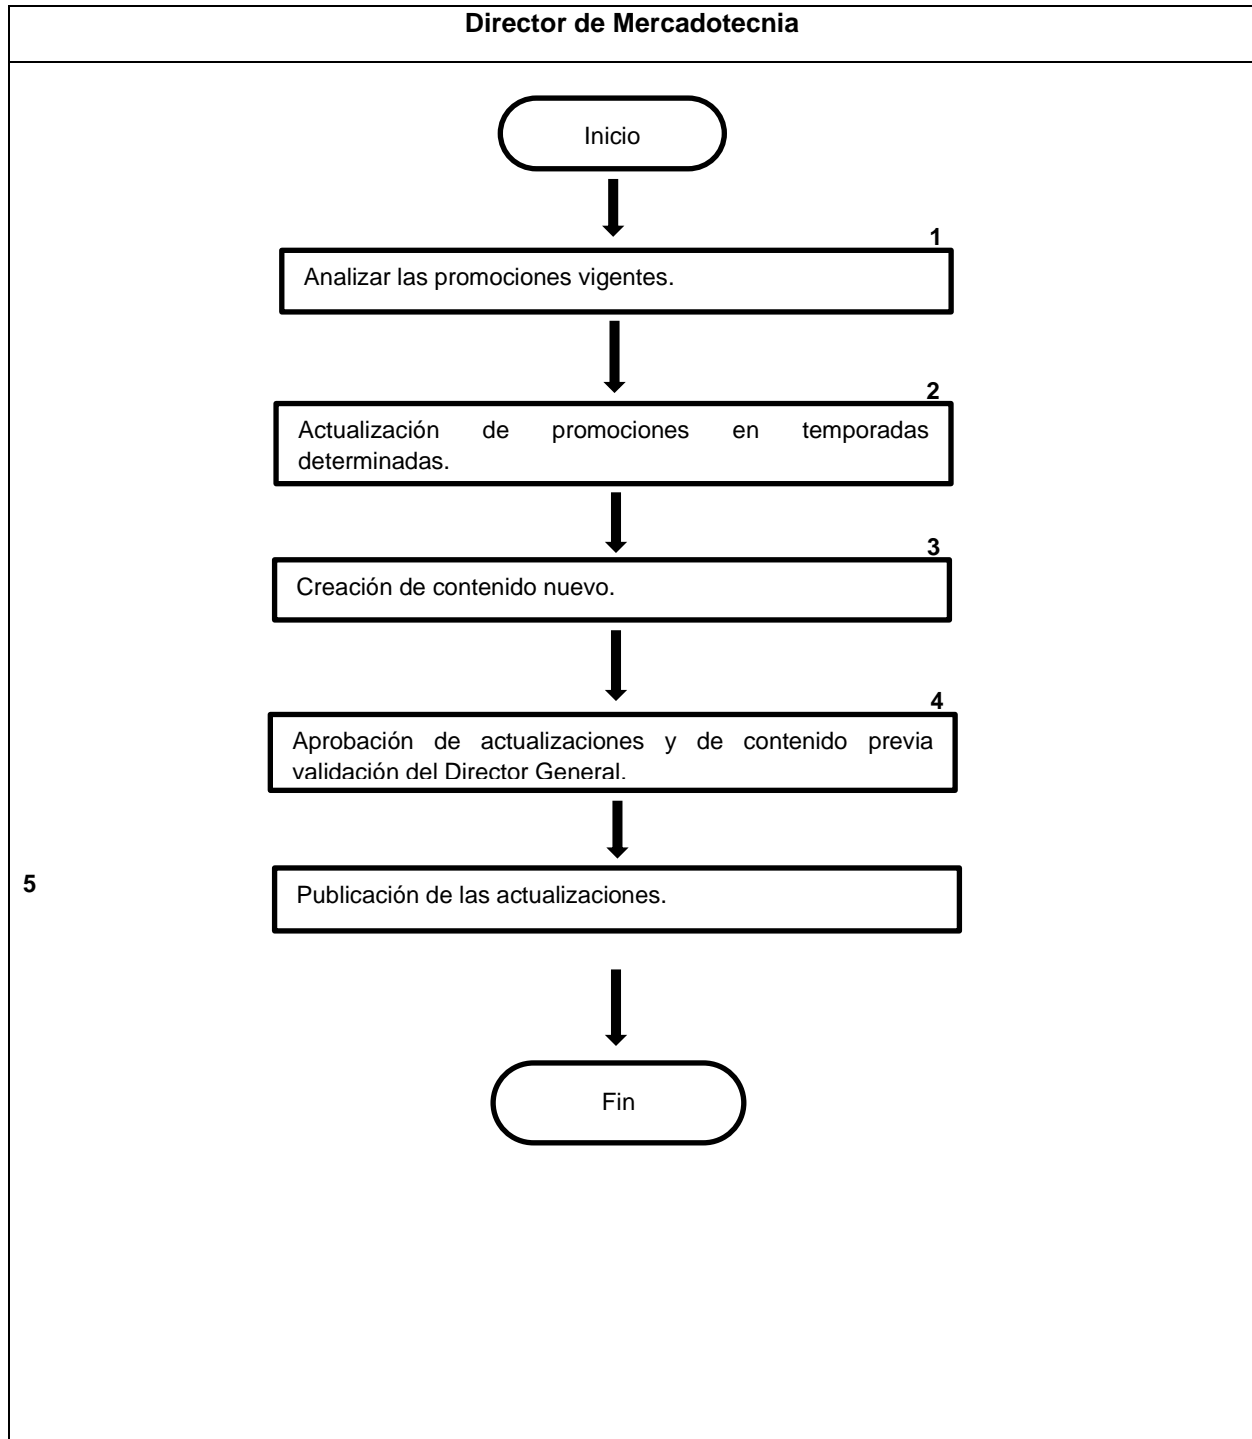 Director de Mercadotecnia
Inicio
1
Analizar las promociones vigentes.
2
Actualización de promociones en temporadas
determinadas.
3
Creación de contenido nuevo.
4
Aprobación de actualizaciones y de contenido previa
validación del Director General.
5
Publicación de las actualizaciones.
Fin